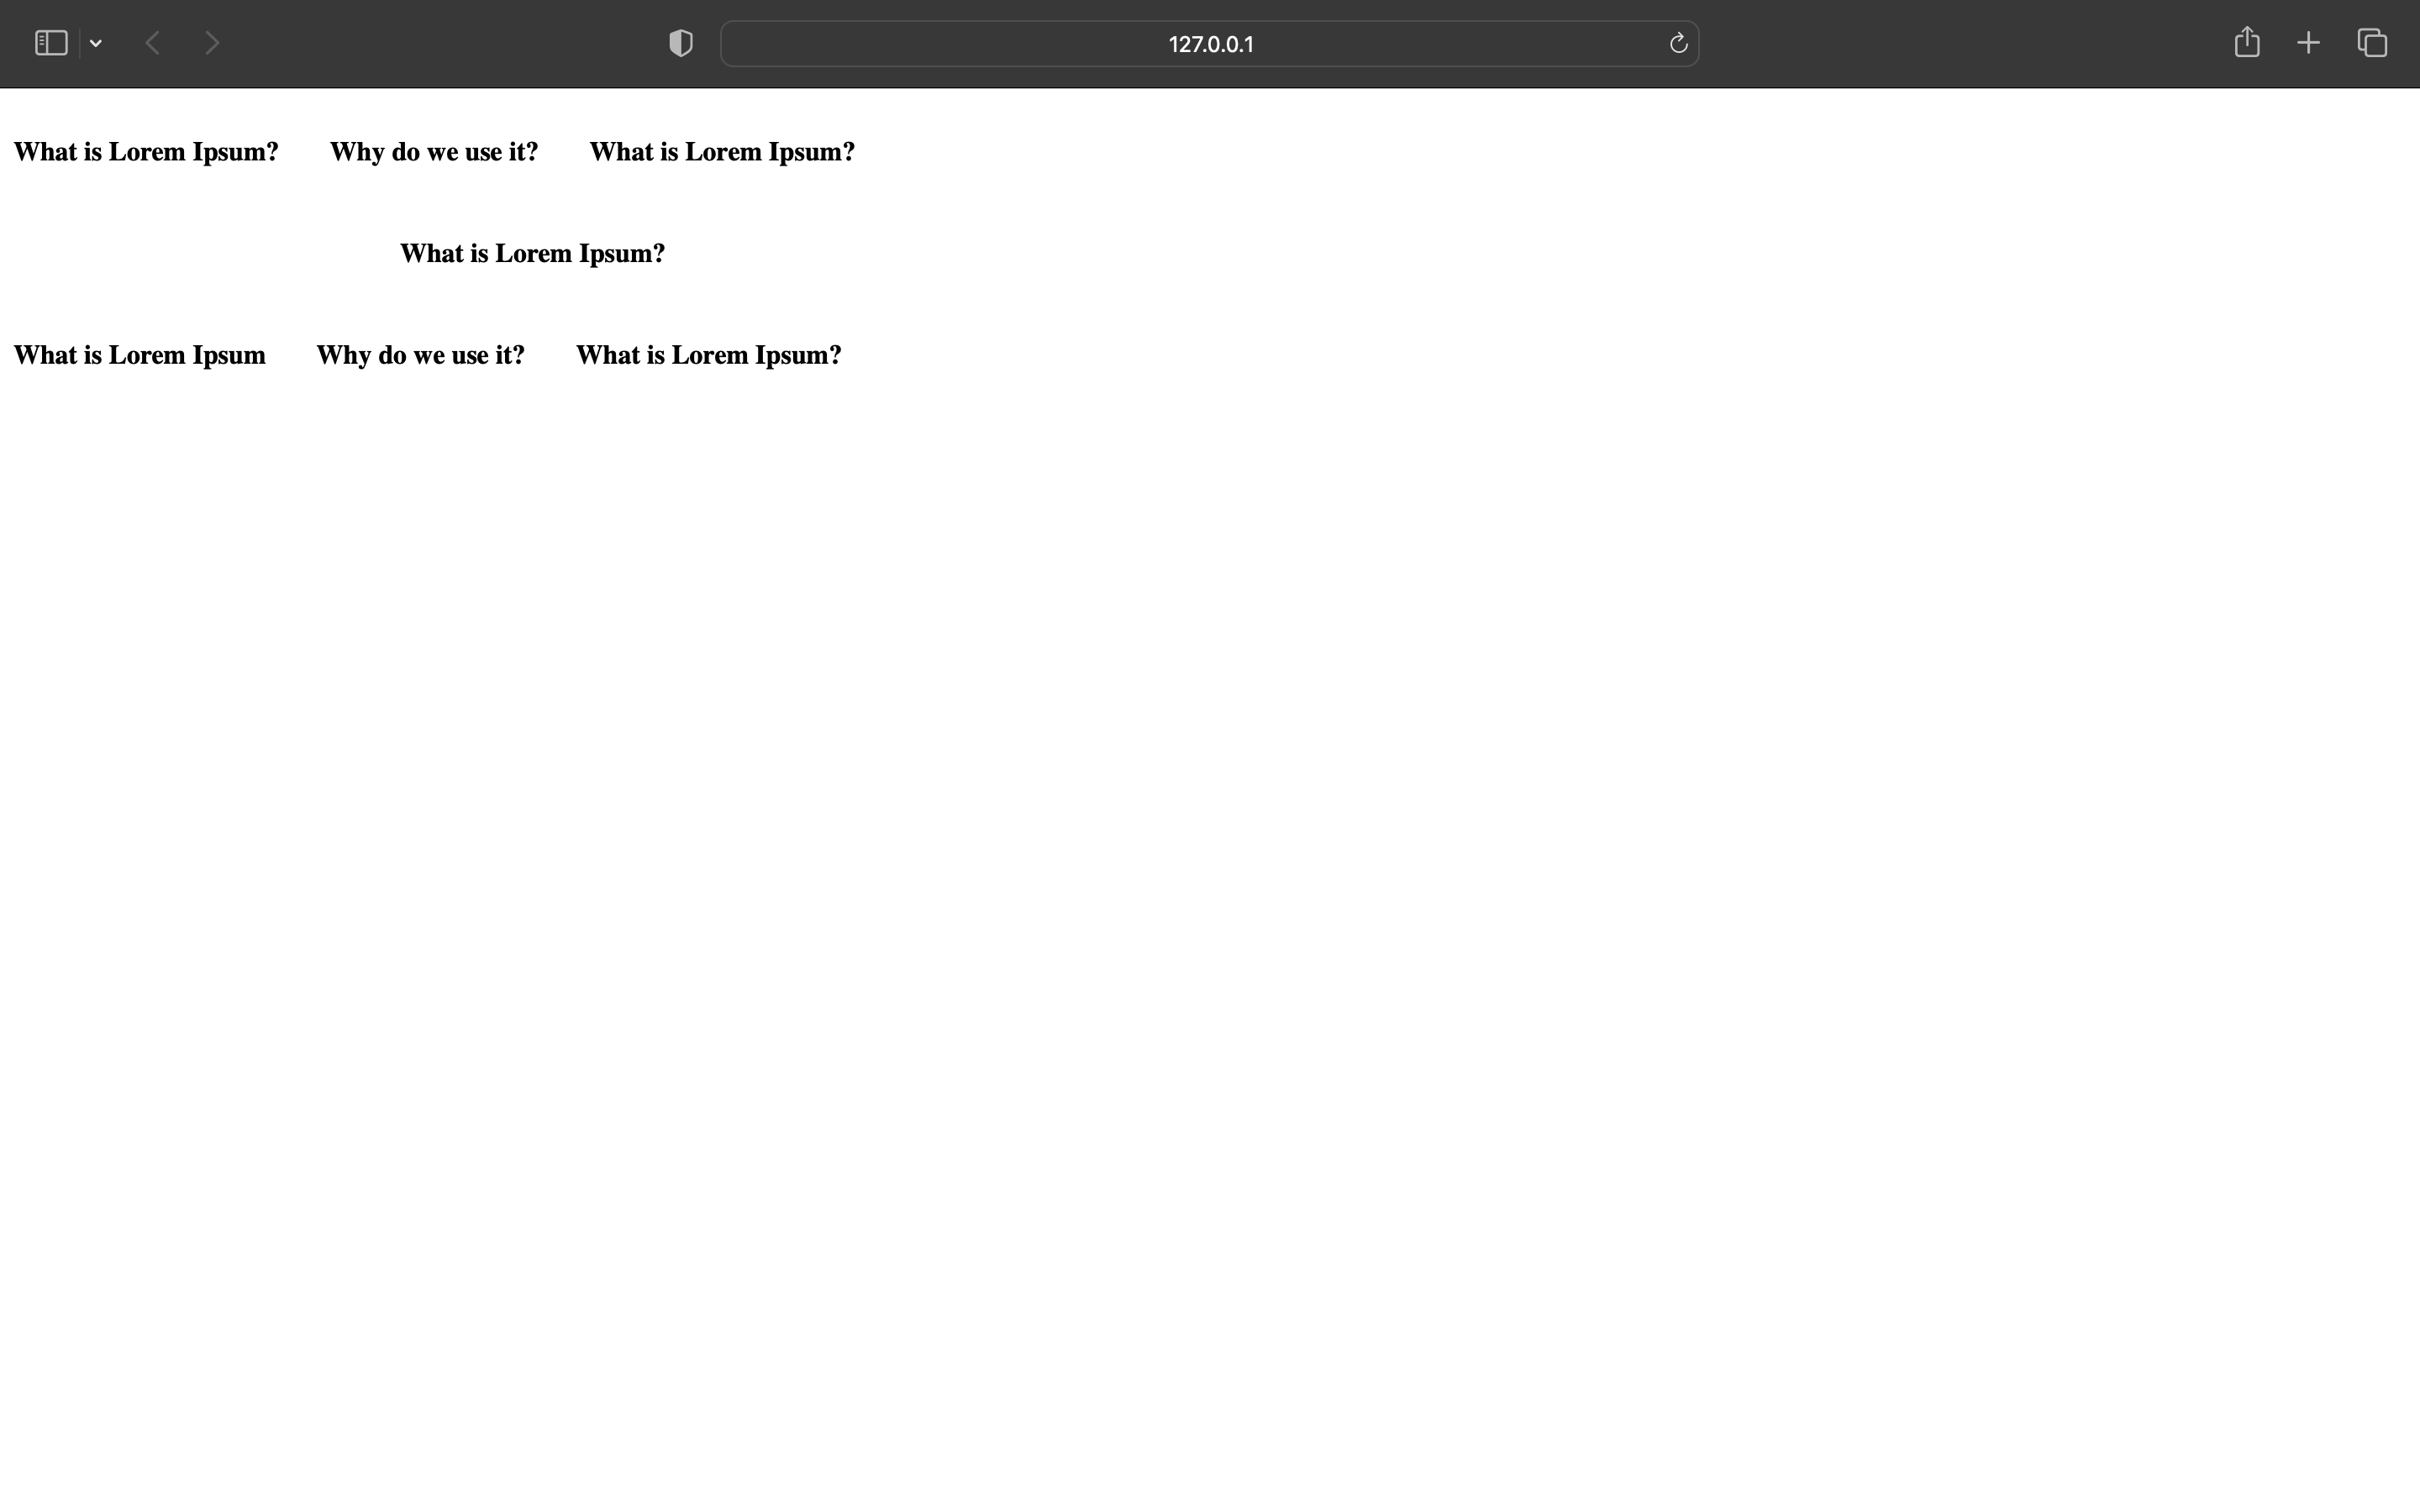 127.0.0.1
What is Lorem Ipsum? Why do we use it? What is Lorem Ipsum?
What is Lorem Ipsum?
What is Lorem Ipsum Why do we use it? What is Lorem Ipsum?